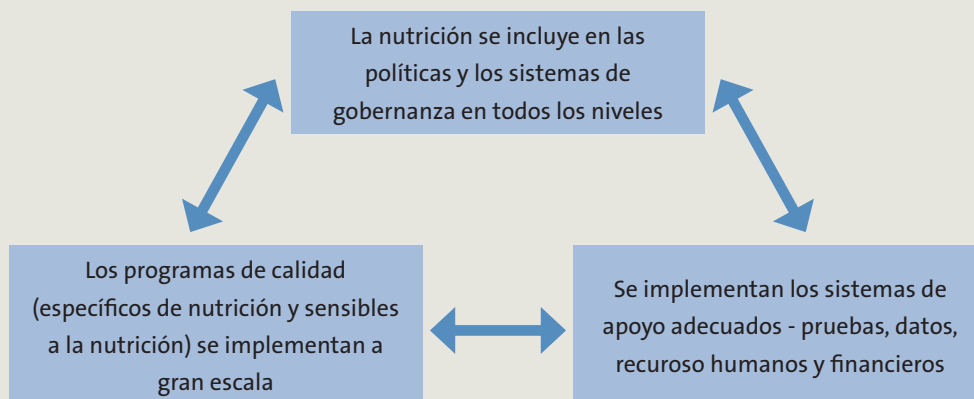 La nutrición se incluye en las
políticas y los sistemas de
gobernanza en todos los niveles
Los programas de calidad
(específicos de nutrición y sensibles
a la nutrición) se implementan a
gran escala
Se implementan los sistemas de
apoyo adecuados - pruebas, datos,
recuroso humanos y financieros